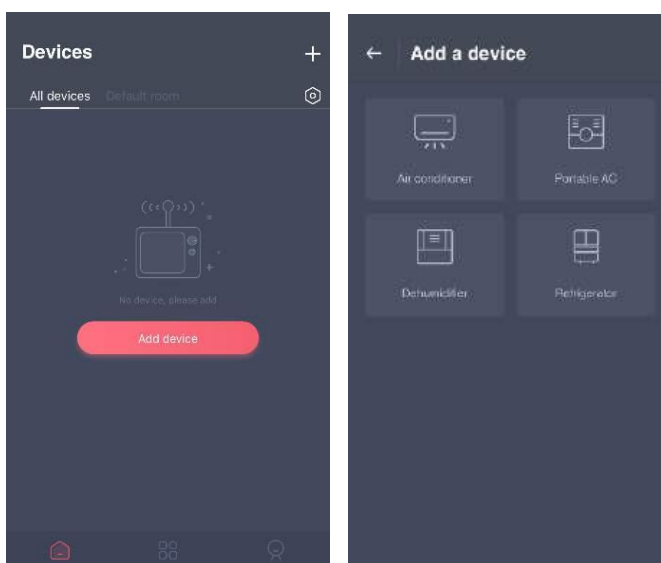 Devices
All devices Default room
No device, please add
Add device
Add a device
Air conditioner
Portable AC
Dehumidifier
Refrigerator